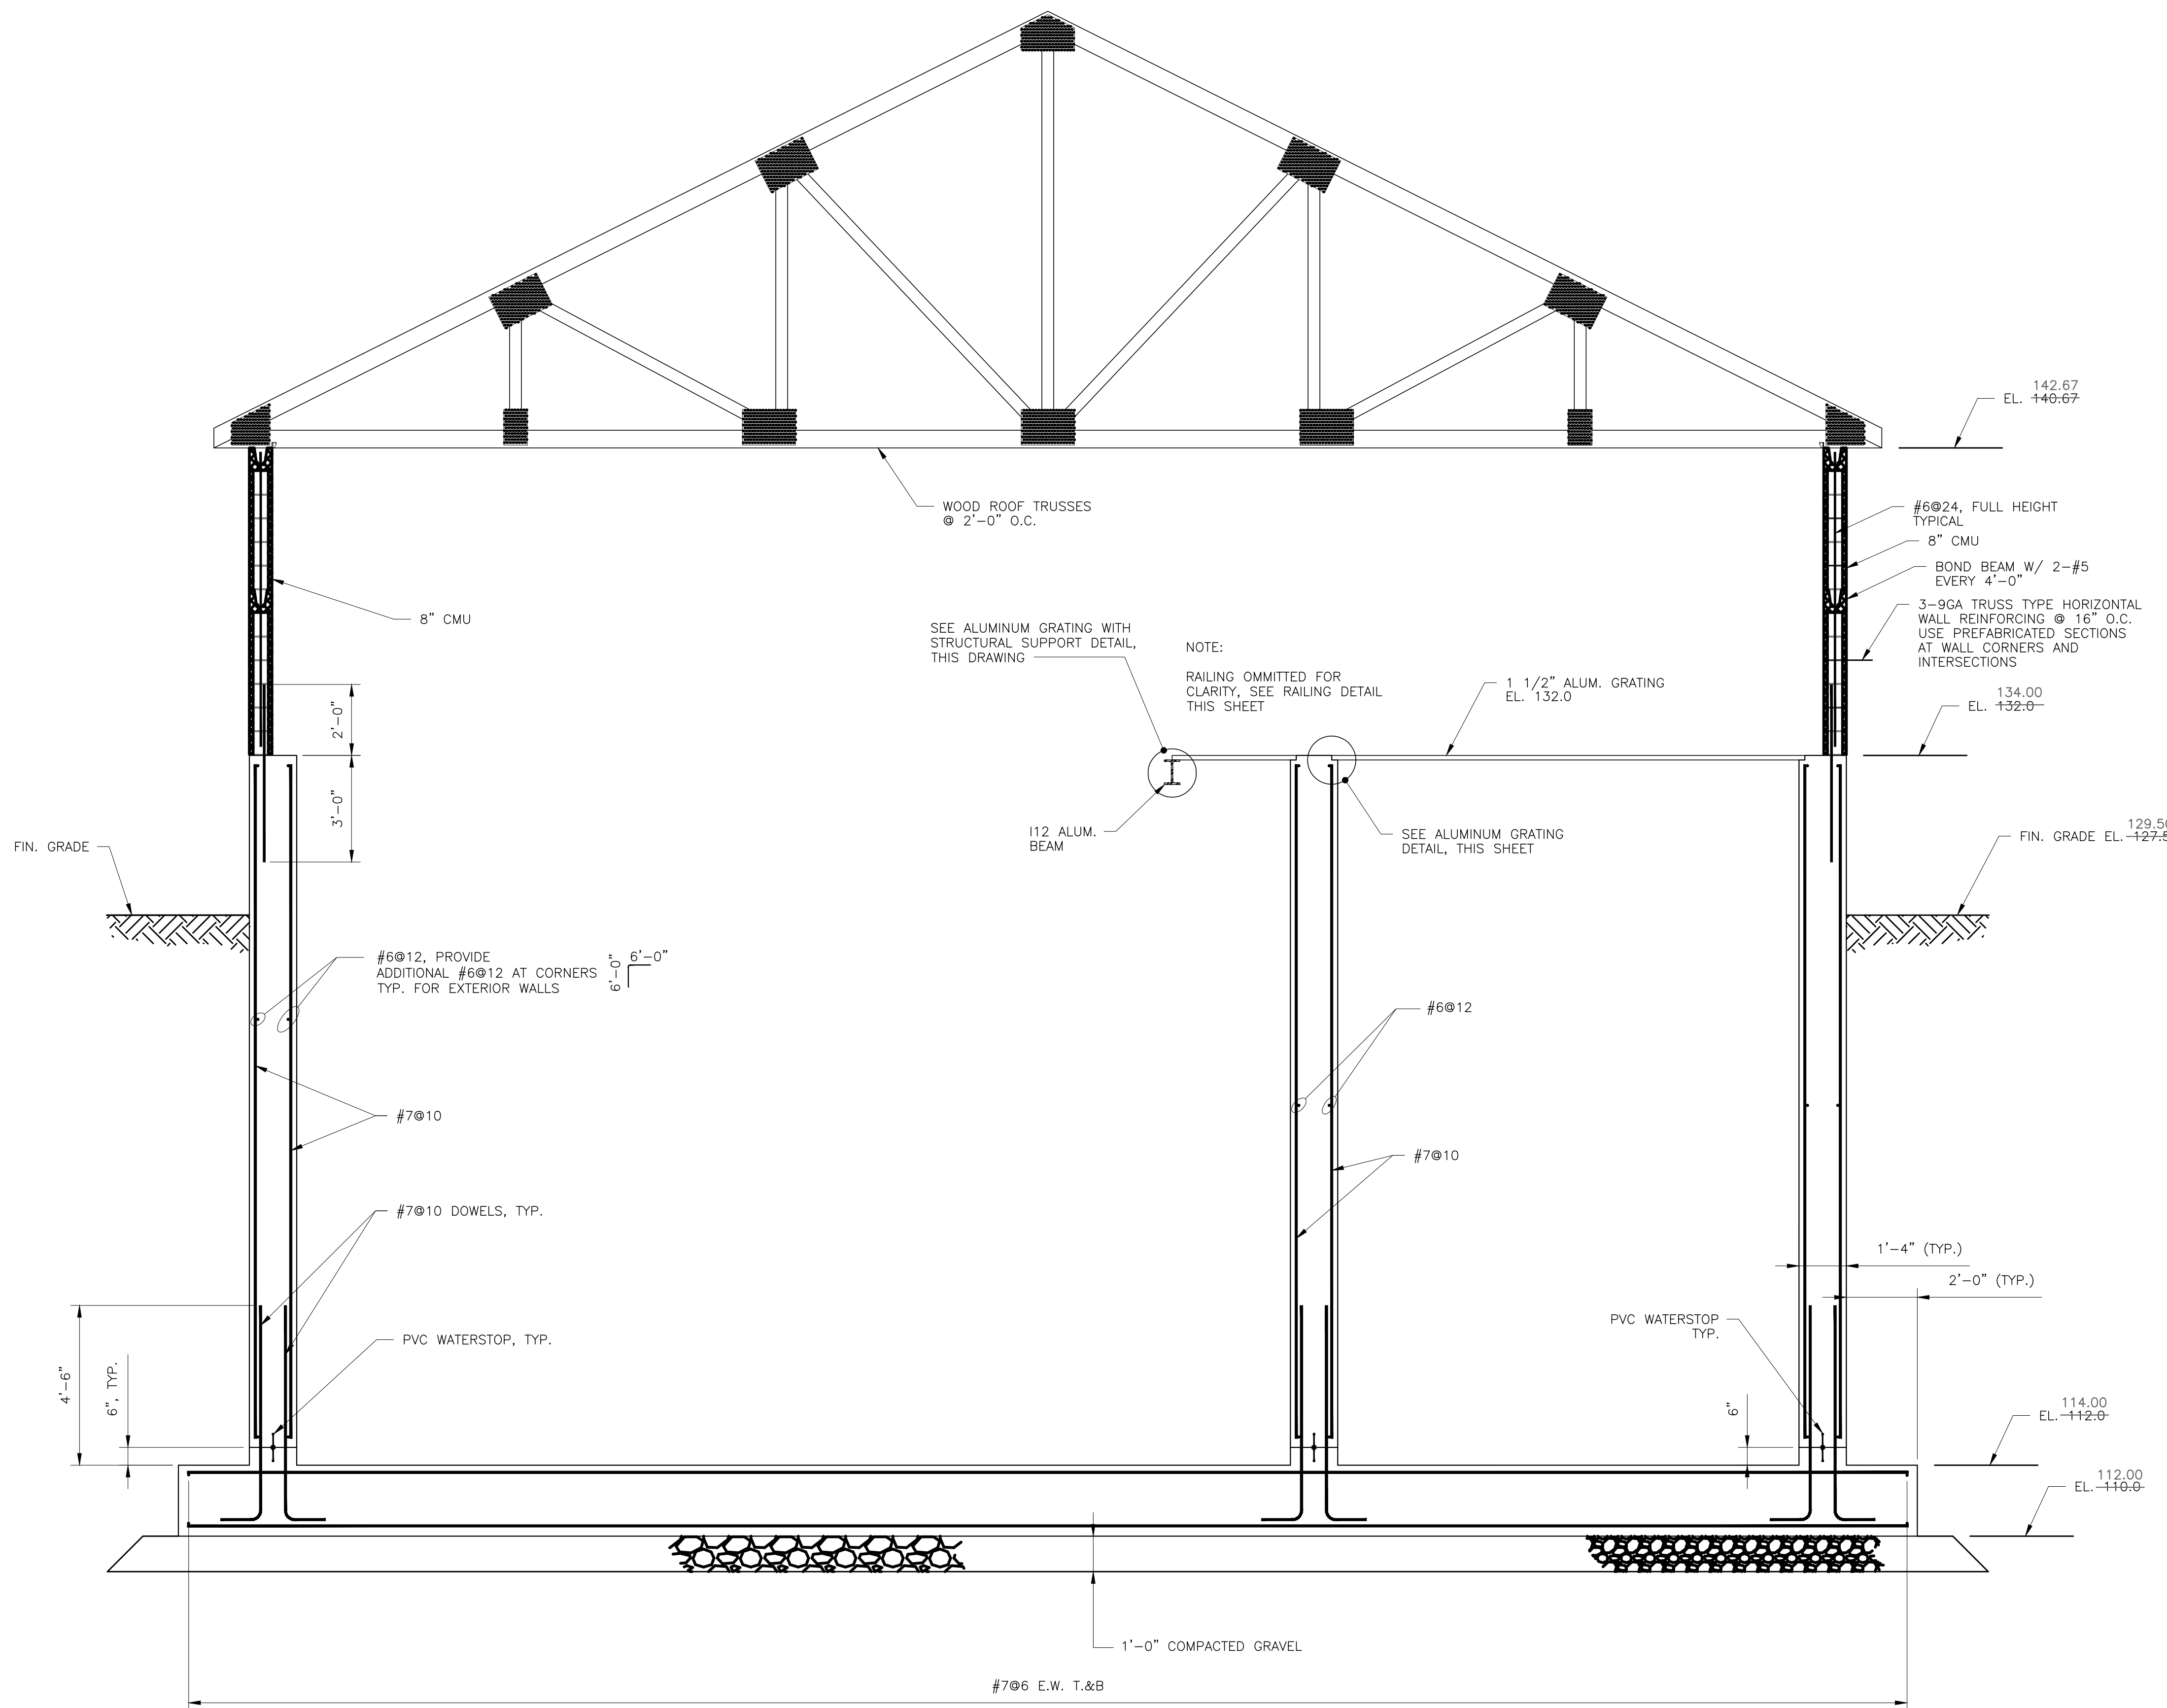 142.67
EL. 140.67
WOOD ROOF TRUSSES
@ 2'-0" O.C.
#6@24, FULL HEIGHT
TYPICAL
8" CMU
BOND BEAM W/ 2-#5
EVERY 4'-0"
3-9GA TRUSS TYPE HORIZONTAL
WALL REINFORCING @ 16" O.C.
USE PREFABRICATED SECTIONS
AT WALL CORNERS AND
INTERSECTIONS
8" CMU
SEE ALUMINUM GRATING WITH
STRUCTURAL SUPPORT DETAIL,
THIS DRAWING
NOTE:
RAILING OMMITTED FOR
CLARITY, SEE RAILING DETAIL
THIS SHEET
1 1/2" ALUM. GRATING
EL. 132.0
134.00
EL. 132.0
2'-0"
3'-0"
I12 ALUM.
BEAM
SEE ALUMINUM GRATING
DETAIL, THIS SHEET
FIN. GRADE
129.50
FIN. GRADE EL. 127.5
#6@12, PROVIDE
ADDITIONAL #6@12 AT CORNERS
TYP. FOR EXTERIOR WALLS
6'-0"
6'-0"
#6@12
#7@10
#7@10
#7@10 DOWELS, TYP.
1'-4" (TYP.)
2'-0" (TYP.)
PVC WATERSTOP, TYP.
PVC WATERSTOP
TYP.
4'-6"
6", TYP.
6"
114.00
EL. 112.0
112.00
EL. 110.0
1'-0" COMPACTED GRAVEL
#7@6 E.W. T.&B